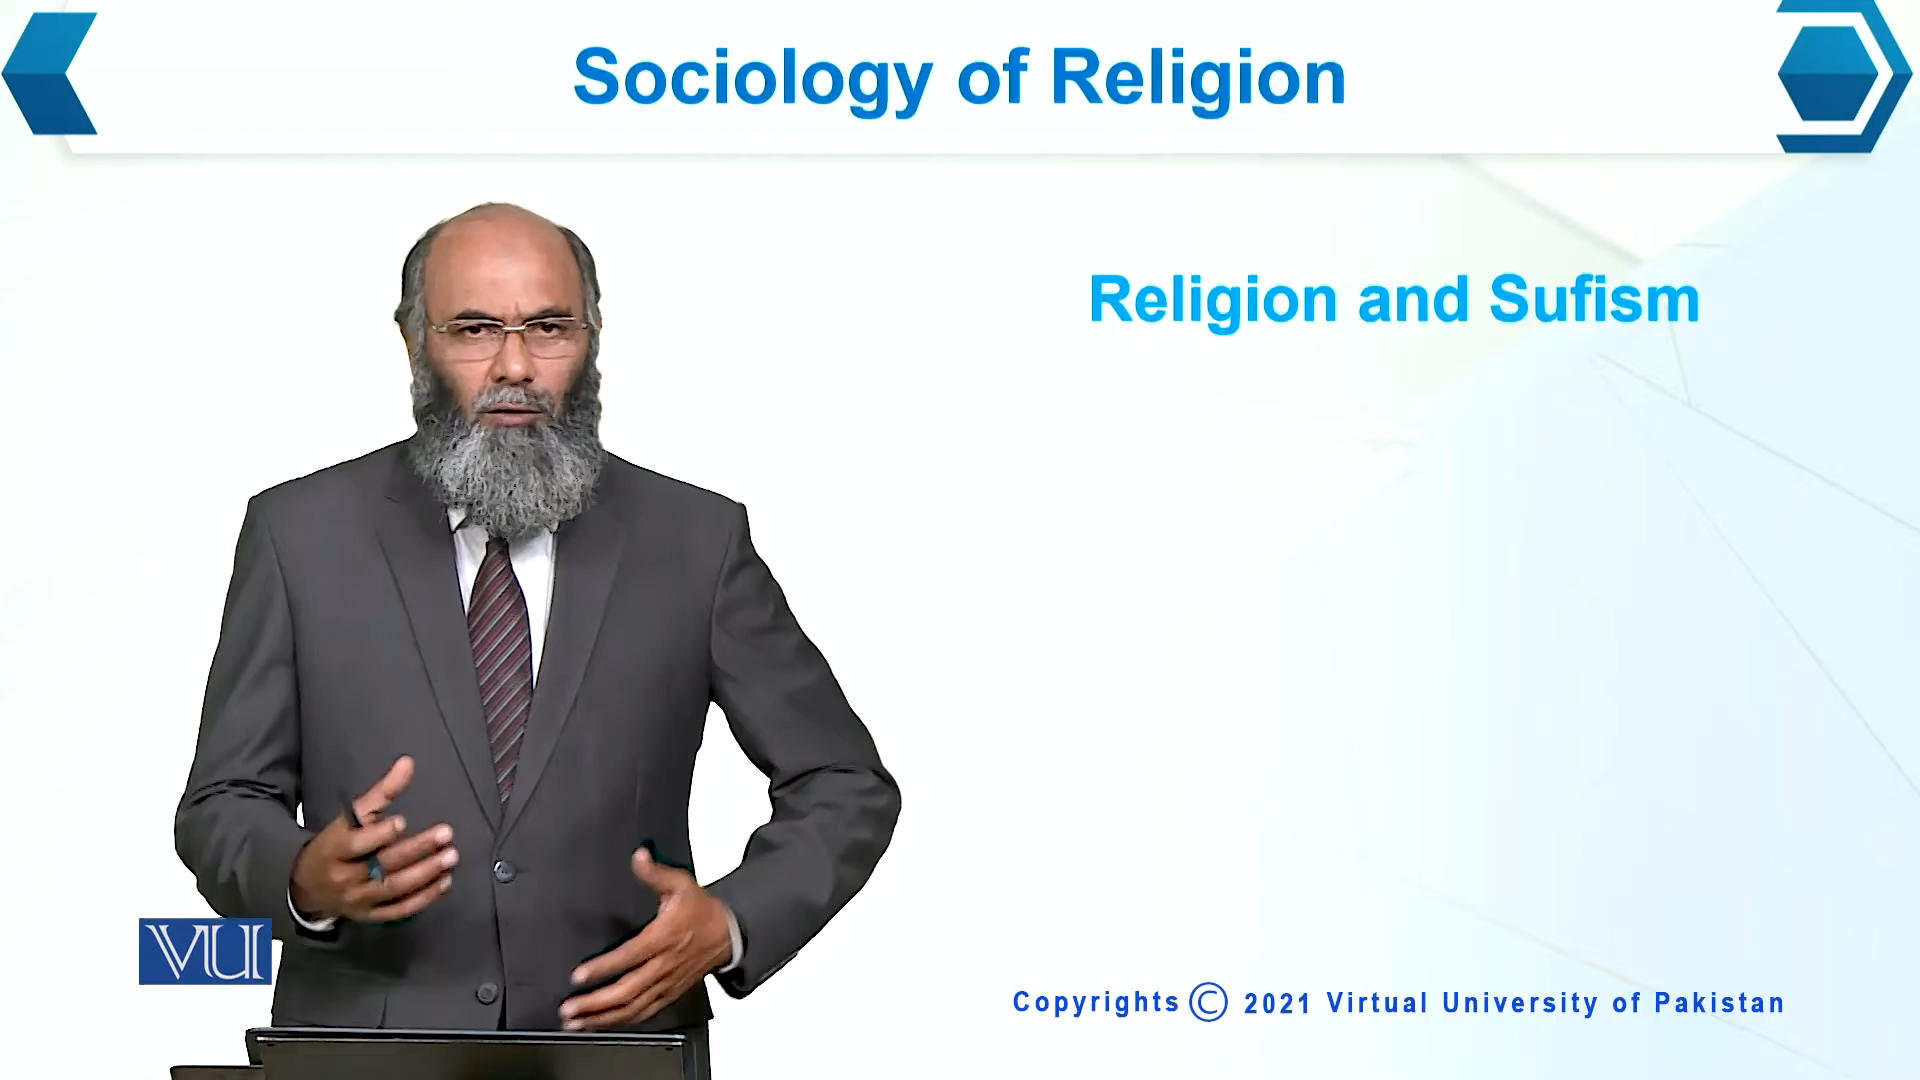 Sociology of Religion
Religion and Sufism
VU
Copyrights © 2021 Virtual University of Pakistan